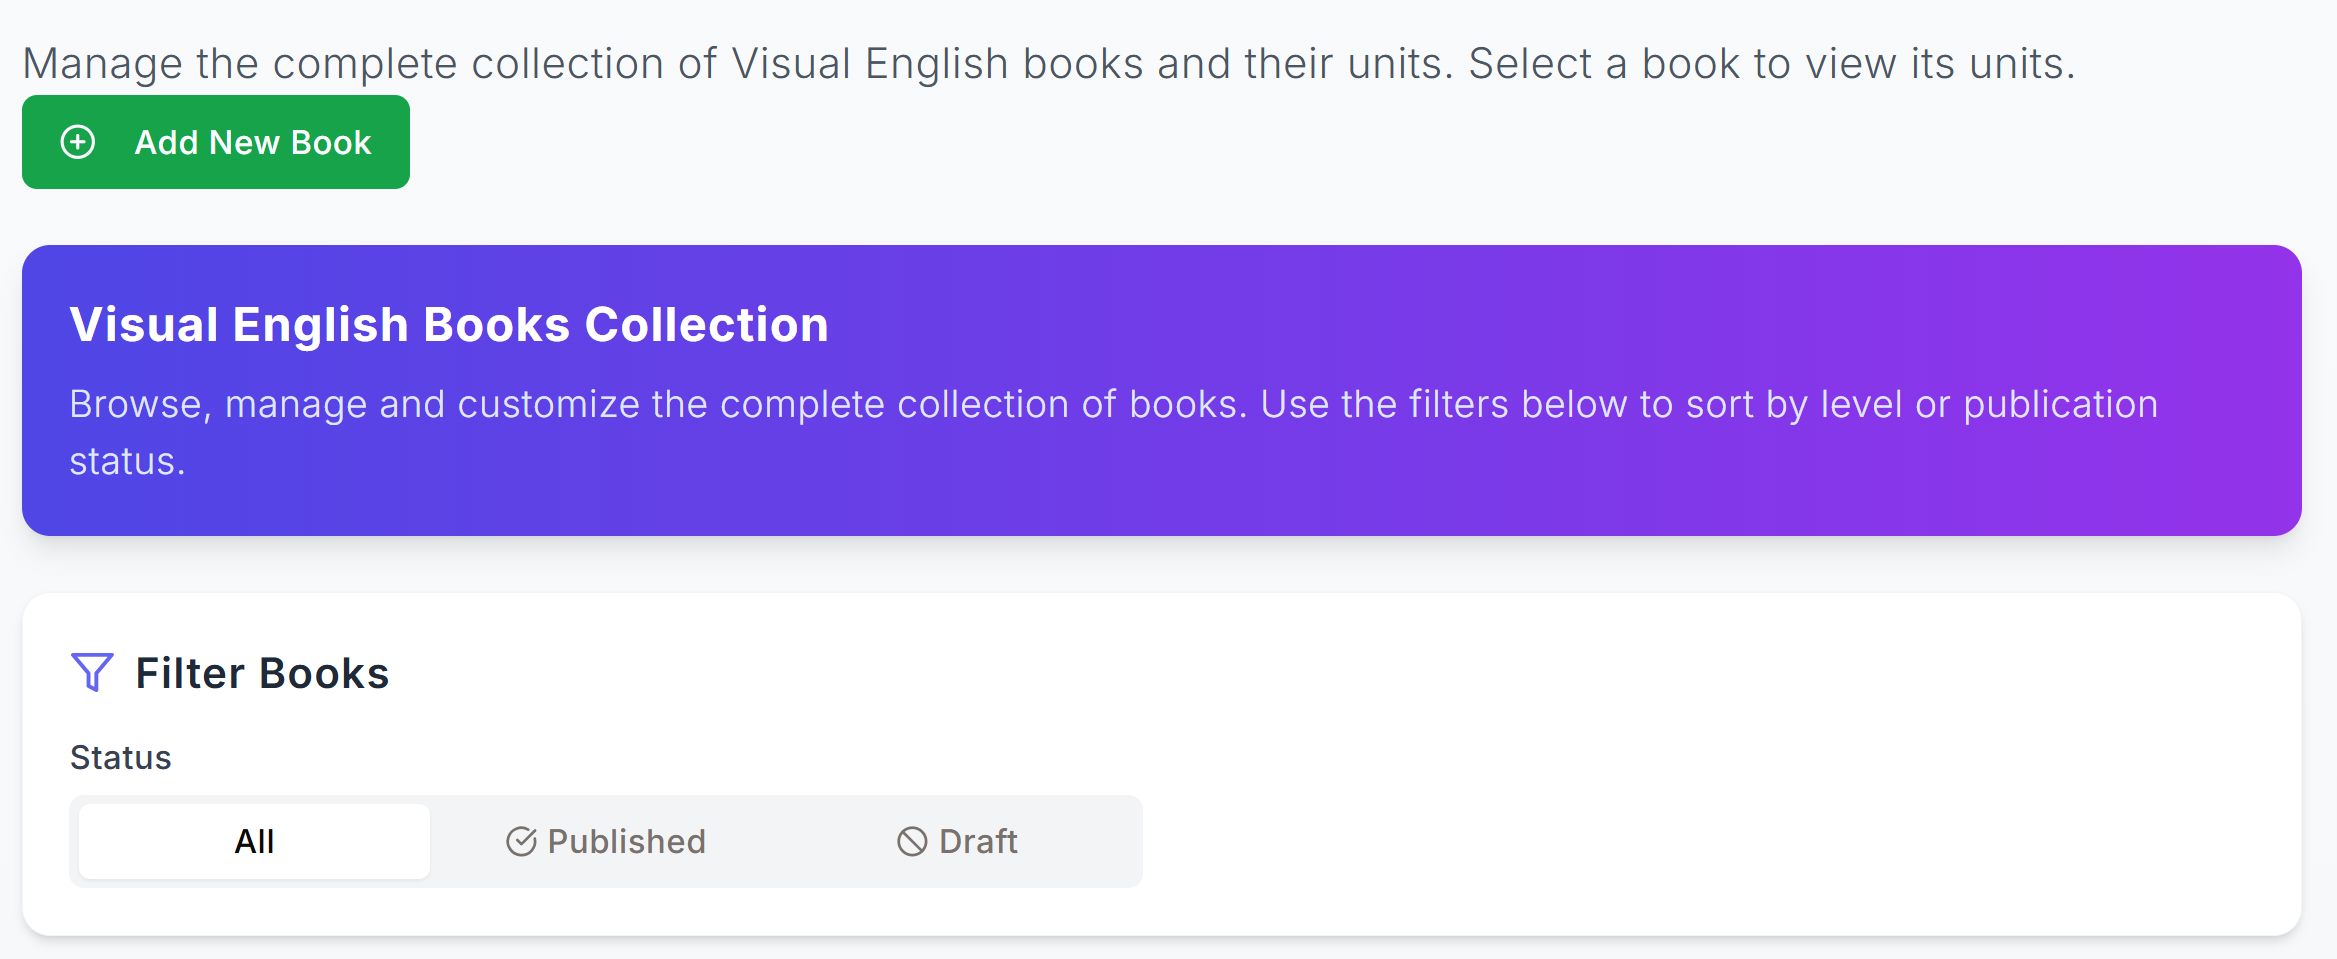 Manage the complete collection of Visual English books and their units. Select a book to view its units.
Add New Book
Visual English Books Collection
Browse, manage and customize the complete collection of books. Use the filters below to sort by level or publication
status.
Filter Books
Status
All
Published
Draft